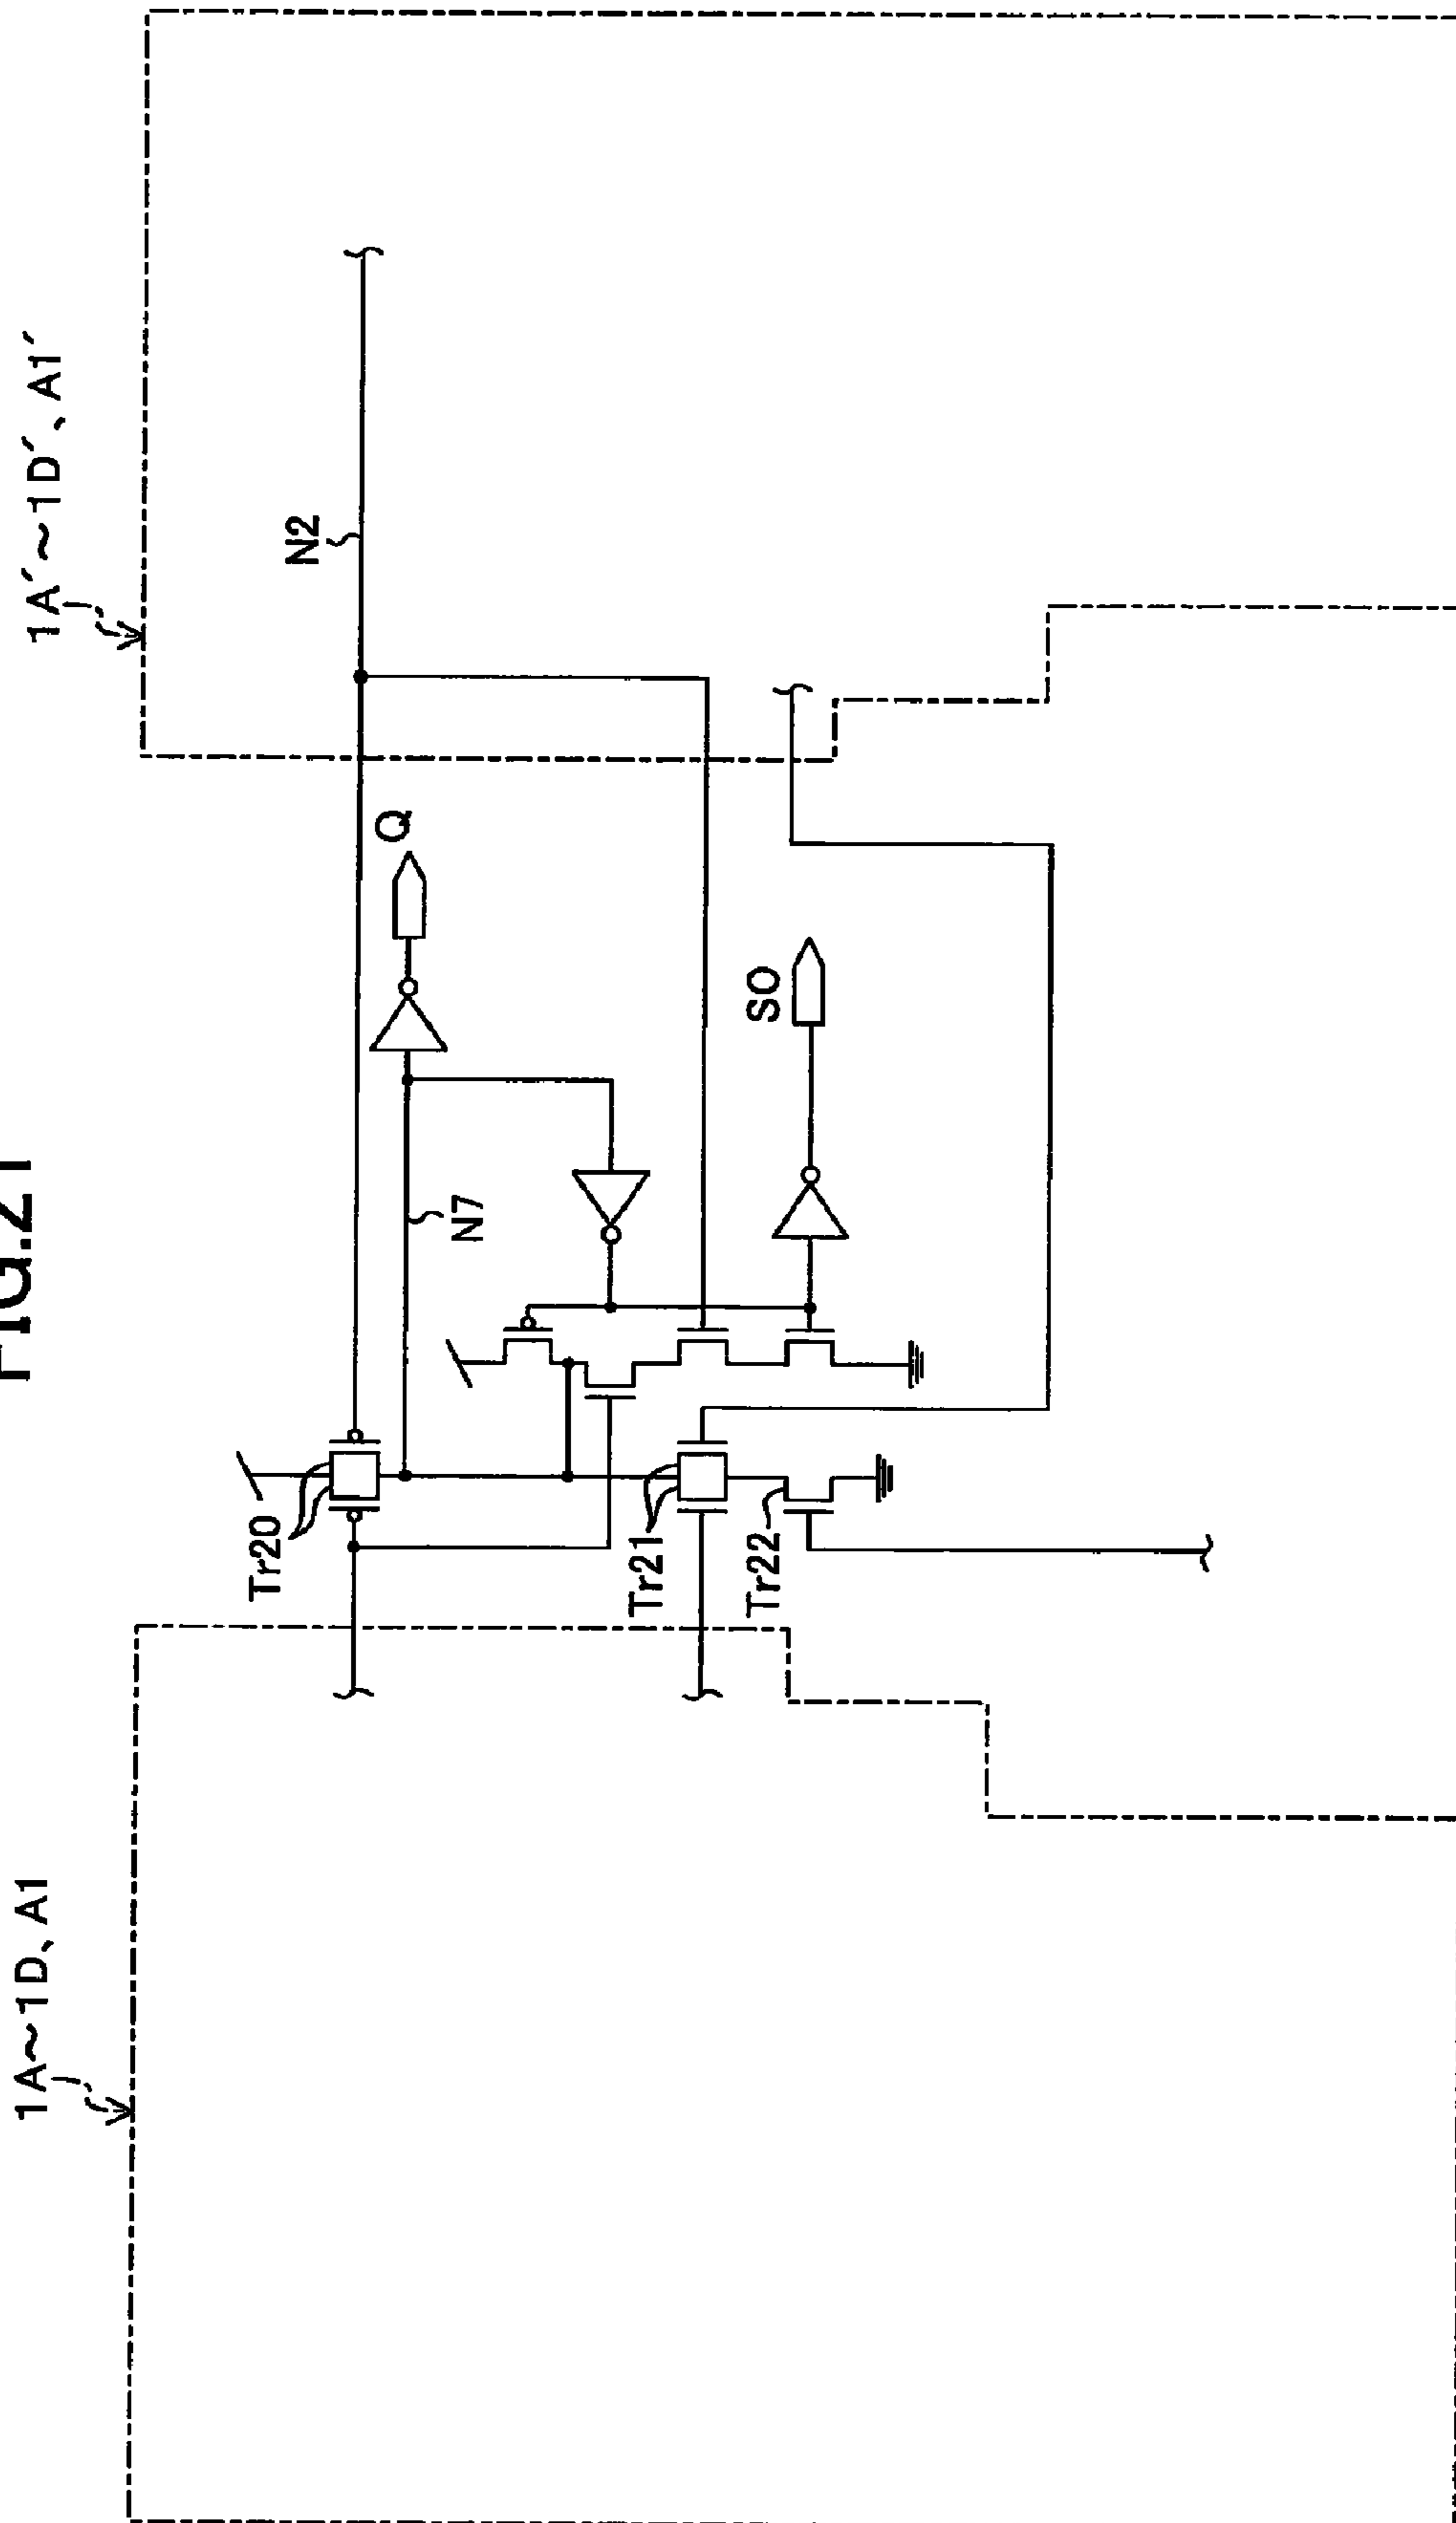 FIG.21
1A~1D、A1
1A´~1D´、A1´
Tr20
N2
Q
N7
Tr21
SO
Tr22